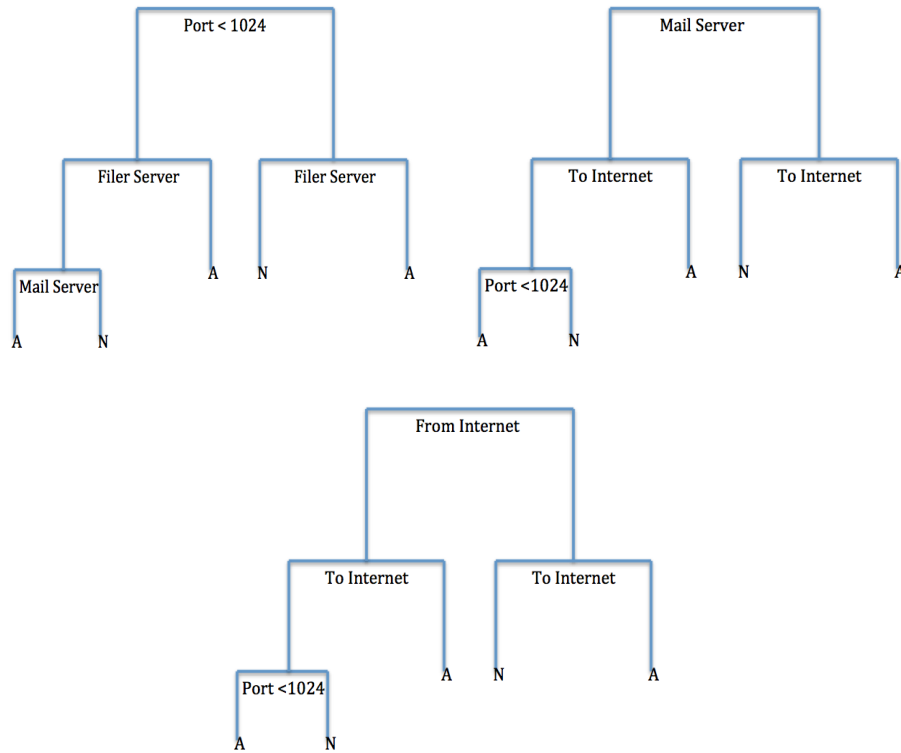 Port < 1024
Mail Server
Filer Server
Filer Server
To Internet
To Internet
Mail Server
A
N
A
Port <1024
A
N
A
A
N
A
N
From Internet
To Internet
To Internet
Port <1024
A
N
A
A
N